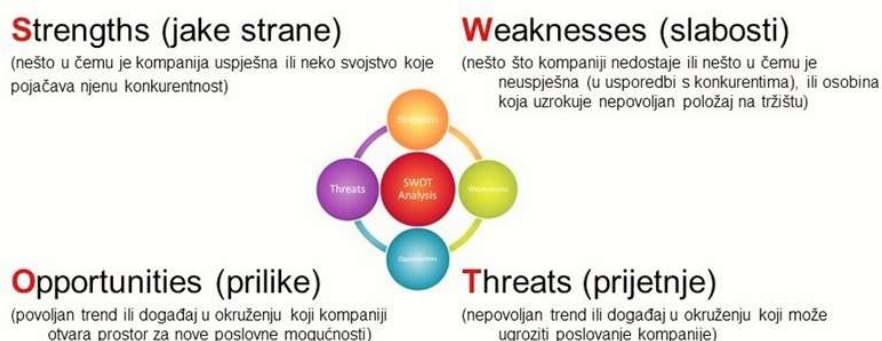 Strengths (jake strane)
(nešto u čemu je kompanija uspješna ili neko svojstvo koje
pojačava njenu konkurentnost)
Weaknesses (slabosti)
(nešto što kompaniji nedostaje ili nešto u čemu je
neuspješna (u usporedbi s konkurentima), ili osobina
koja uzrokuje nepovoljan položaj na tržištu)
Strengths
Threats
SWOT
Analysis
Weaknesses
Opportunities
Opportunities (prilike)
(povoljan trend ili događaj u okruženju koji kompaniji
otvara prostor za nove poslovne mogućnosti)
Threats (prijetnje)
(nepovoljan trend ili događaj u okruženju koji može
ugroziti poslovanje kompanije)